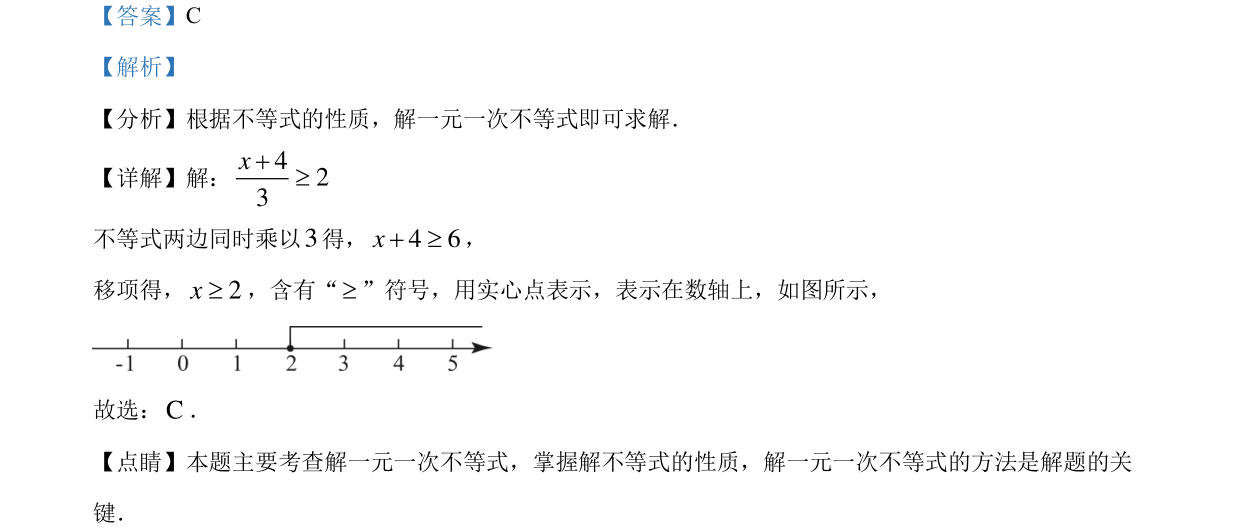 【答案】C
【解析】
【分析】根据不等式的性质，解一元一次不等式即可求解．
【详解】解：$\frac{x+4}{3} \geq 2$
不等式两边同时乘以3得，x+4≥6，
移项得，x≥2，含有“≥”符号，用实心点表示，表示在数轴上，如图所示，
-1 0 1 2 3 4 5
故选：C．
【点睛】本题主要考查解一元一次不等式，掌握解不等式的性质，解一元一次不等式的方法是解题的关
键．